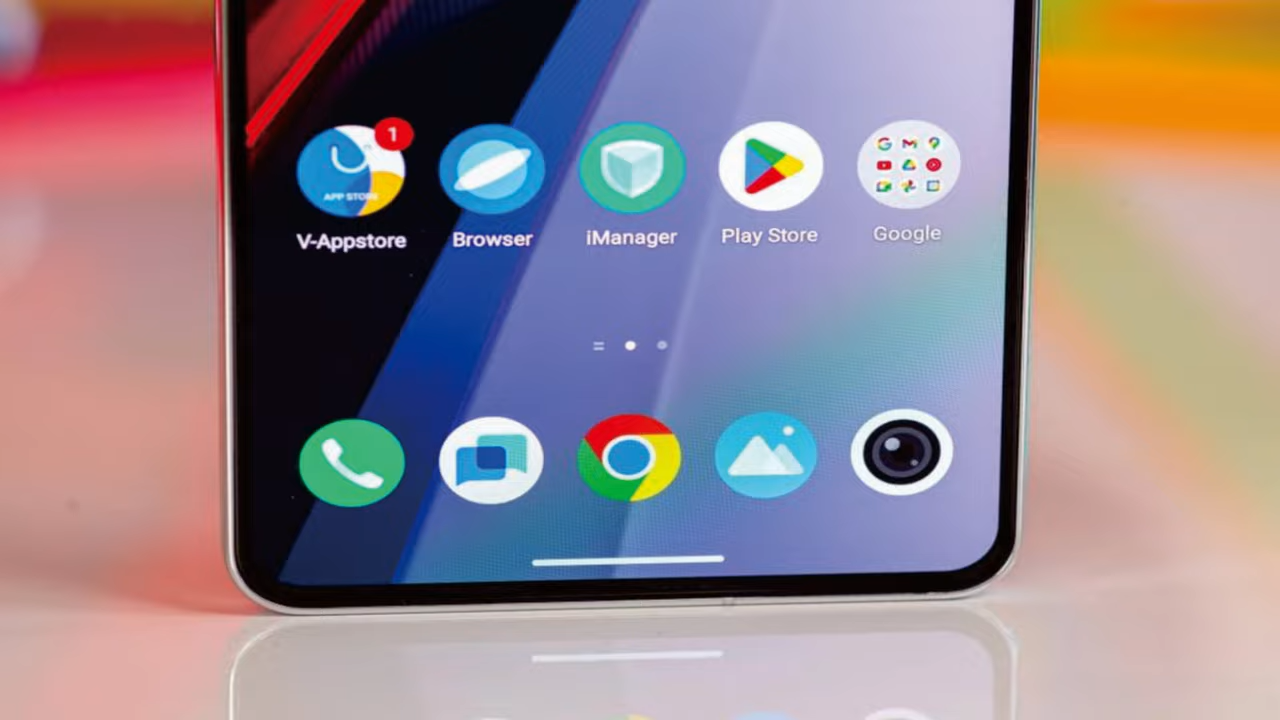 1
APP STORE
V-Appstore
Browser
iManager
Play Store
Google